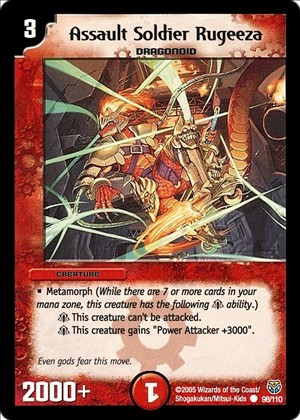 3
Assault Soldier Rugeeza
DRAGONOID
CREATURE
▪ Metamorph (While there are 7 or more cards in your
mana zone, this creature has the following ability.)
This creature can't be attacked.
This creature gains "Power Attacker +3000".
Even gods fear this move.
2000+
1
©2005 Wizards of the Coast/
Shogakukan/Mitsui-Kids ● 98/110